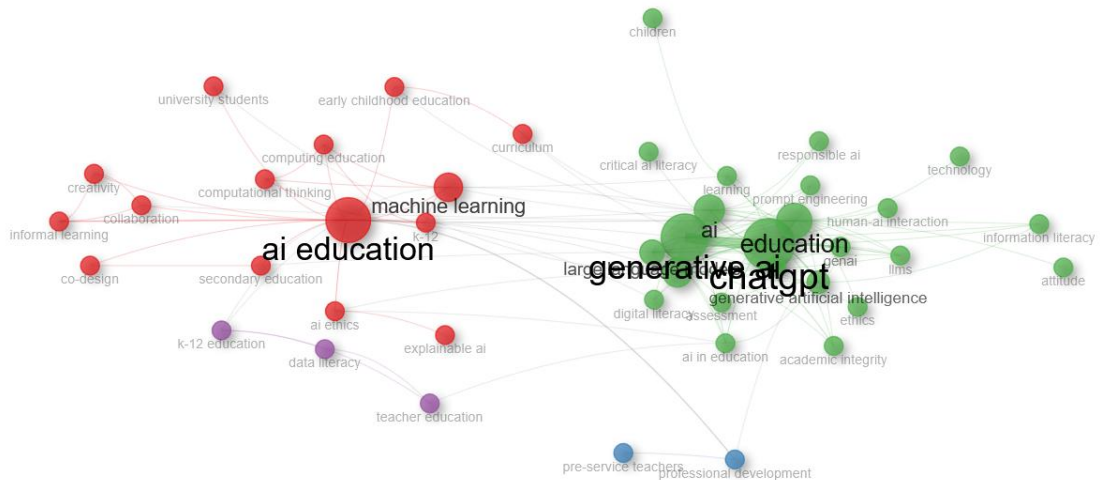 children
university students
early childhood education
curriculum
computing education
critical ai literacy
responsible ai
technology
creativity
computational thinking
learning
prompt engineering
machine learning
collaboration
informal learning
k-12
ai
human-ai interaction
information literacy
ai education
education
genai
llms
co-design
secondary education
generative ai
chatgpt
attitude
generative artificial intelligence
digital literacy
assessment
ethics
ai ethics
k-12 education
explainable ai
data literacy
ai in education
academic integrity
teacher education
pre-service teachers
professional development